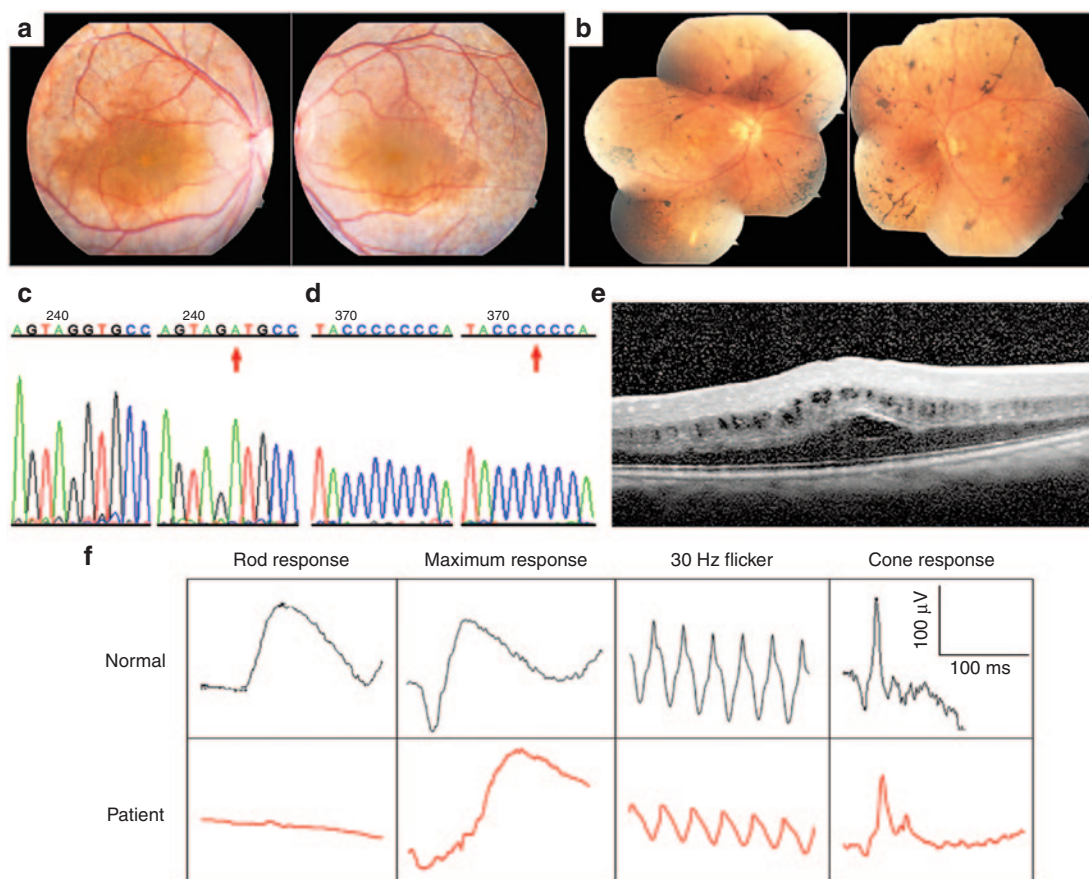 a
b
c
d
e
240
240
370
370
AGTAGGTGCC
AGTAGATGCC
TACCCCCCCA
TACCCCCCA
f
Rod response
Maximum response
30 Hz flicker
Cone response
Normal
100 µV
100 ms
Patient